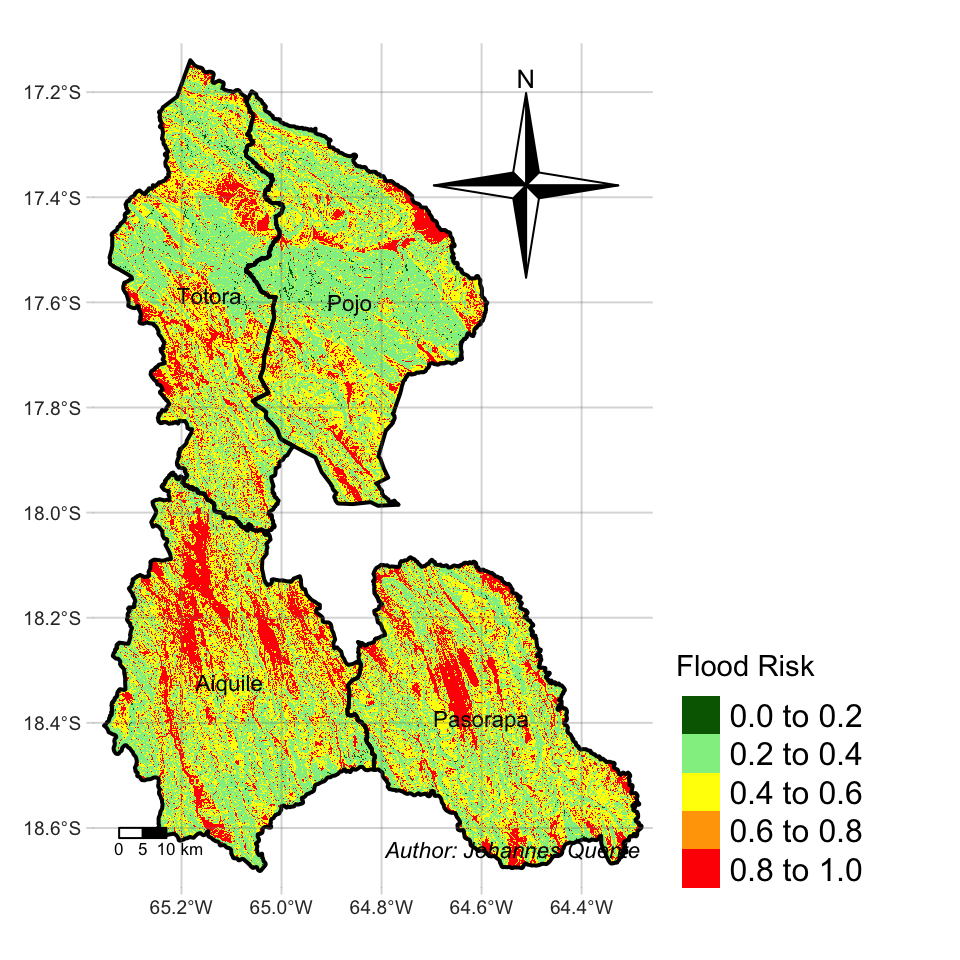 N
17.2°S
17.4°S
17.6°S
17.8°S
18.0°S
18.2°S
18.4°S
18.6°S
Totora
Pojo
Aiquile
Pasorapa
Flood Risk
0.0 to 0.2
0.2 to 0.4
0.4 to 0.6
0.6 to 0.8
0.8 to 1.0
0 5 10 km
Author: Johannes Quente
65.2°W 65.0°W 64.8°W 64.6°W 64.4°W